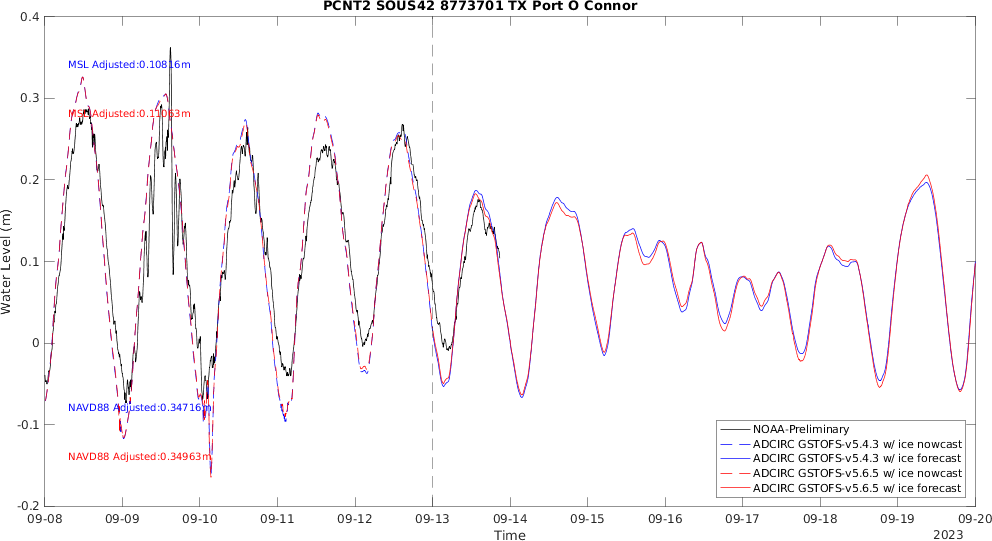 PCNT2 SOUS42 8773701 TX Port O Connor
0.4
0.3
0.2
0.1
0
-0.1
-0.2
Water Level (m)
MSL Adjusted:0.10816m
MSL Adjusted:0.11063m
NAVD88 Adjusted:0.34716m
NAVD88 Adjusted:0.34963m
NOAA-Preliminary
ADCIRC GSTOFS-v5.4.3 w/ ice nowcast
ADCIRC GSTOFS-v5.4.3 w/ ice forecast
ADCIRC GSTOFS-v5.6.5 w/ ice nowcast
ADCIRC GSTOFS-v5.6.5 w/ ice forecast
09-08 09-09 09-10 09-11 09-12 09-13 09-14 09-15 09-16 09-17 09-18 09-19 09-20
Time
2023